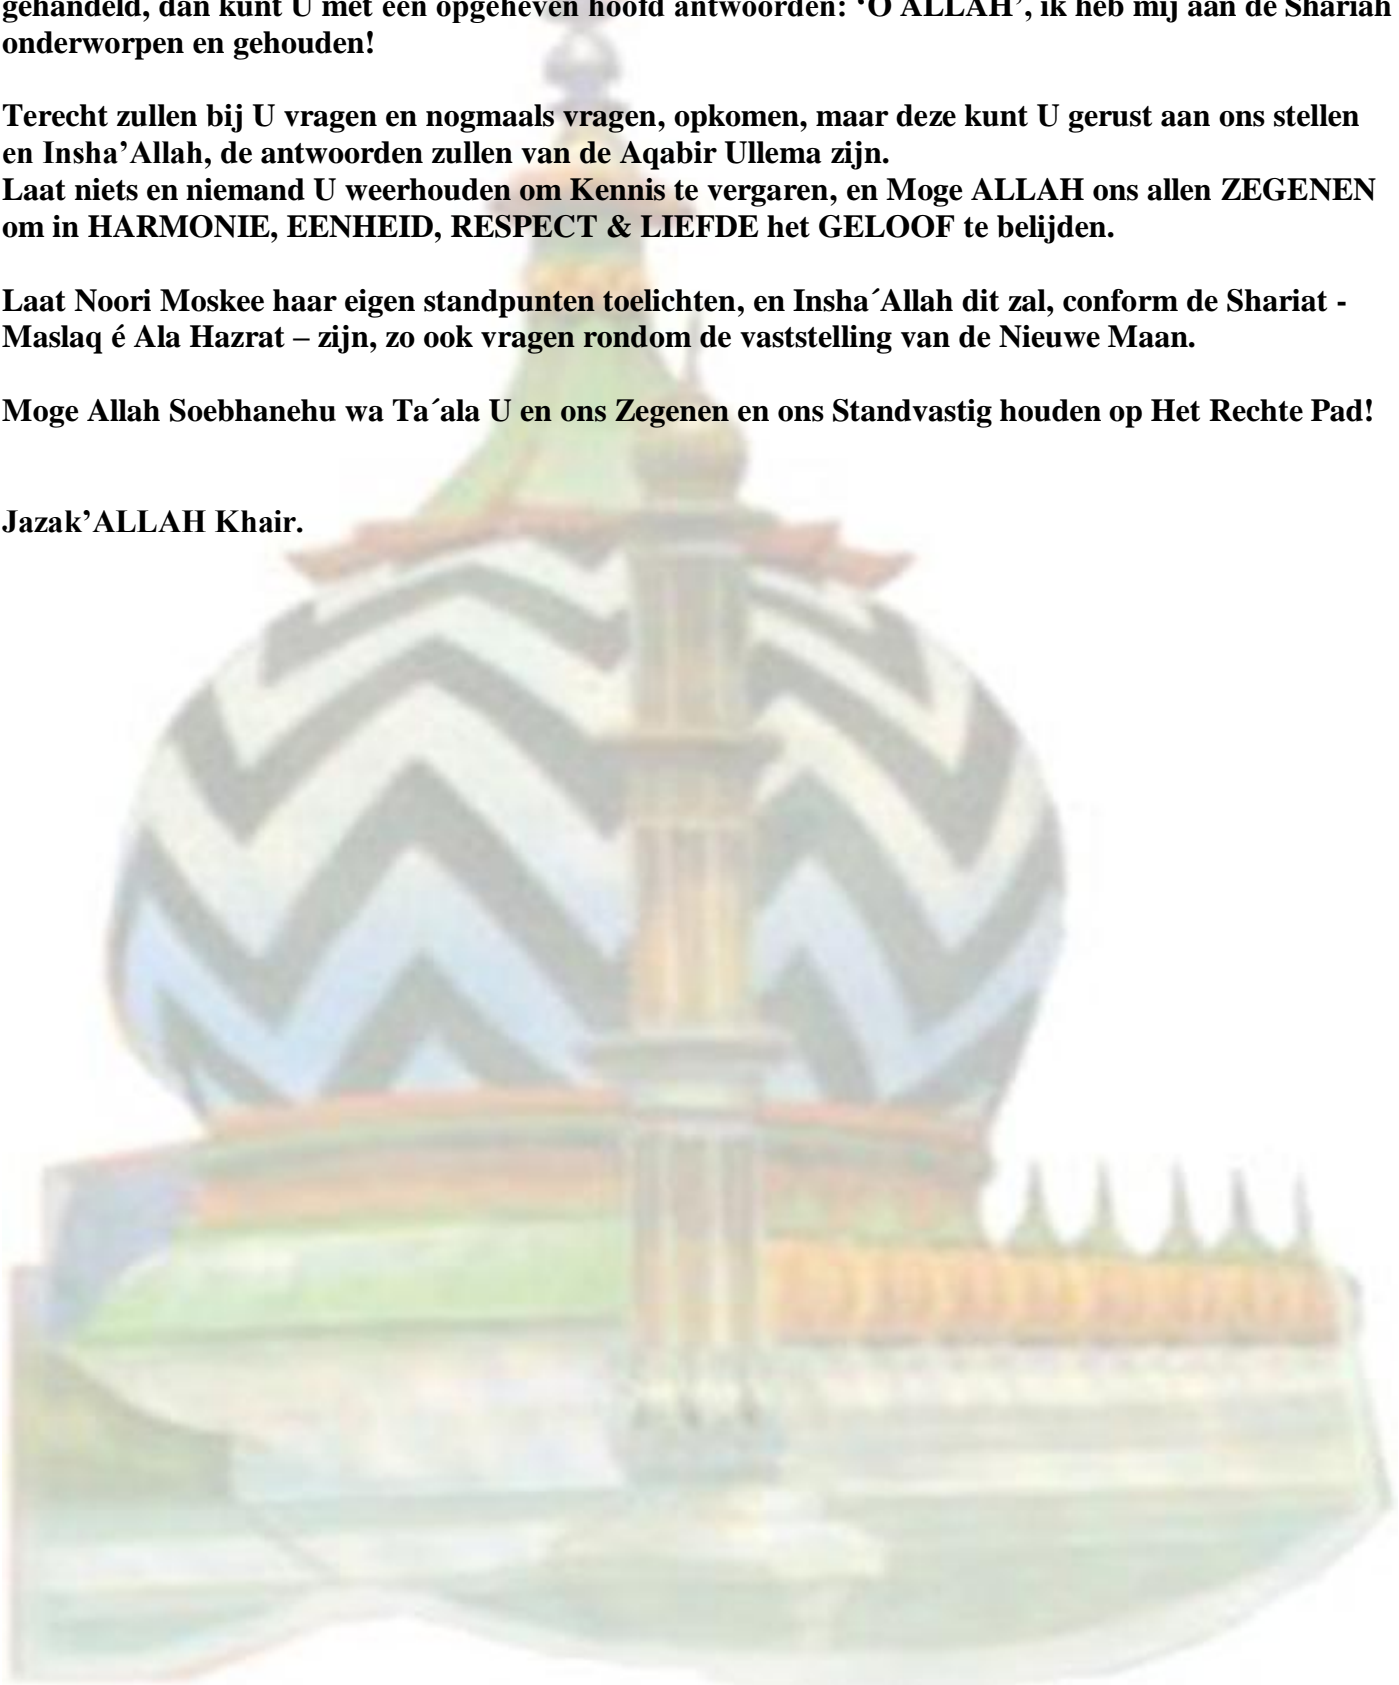 gehandeld, dan kunt U met een opgeheven hoofd antwoorden: ‘O ALLAH’, ik heb mij aan de Shariah
onderworpen en gehouden!
Terecht zullen bij U vragen en nogmaals vragen, opkomen, maar deze kunt U gerust aan ons stellen
en Insha’Allah, de antwoorden zullen van de Aqabir Ullema zijn.
Laat niets en niemand U weerhouden om Kennis te vergaren, en Moge ALLAH ons allen ZEGENEN
om in HARMONIE, EENHEID, RESPECT & LIEFDE het GELOOF te belijden.
Laat Noori Moskee haar eigen standpunten toelichten, en Insha´Allah dit zal, conform de Shariat -
Maslaq é Ala Hazrat – zijn, zo ook vragen rondom de vaststelling van de Nieuwe Maan.
Moge Allah Soebhanehu wa Ta´ala U en ons Zegenen en ons Standvastig houden op Het Rechte Pad!
Jazak’ALLAH Khair.